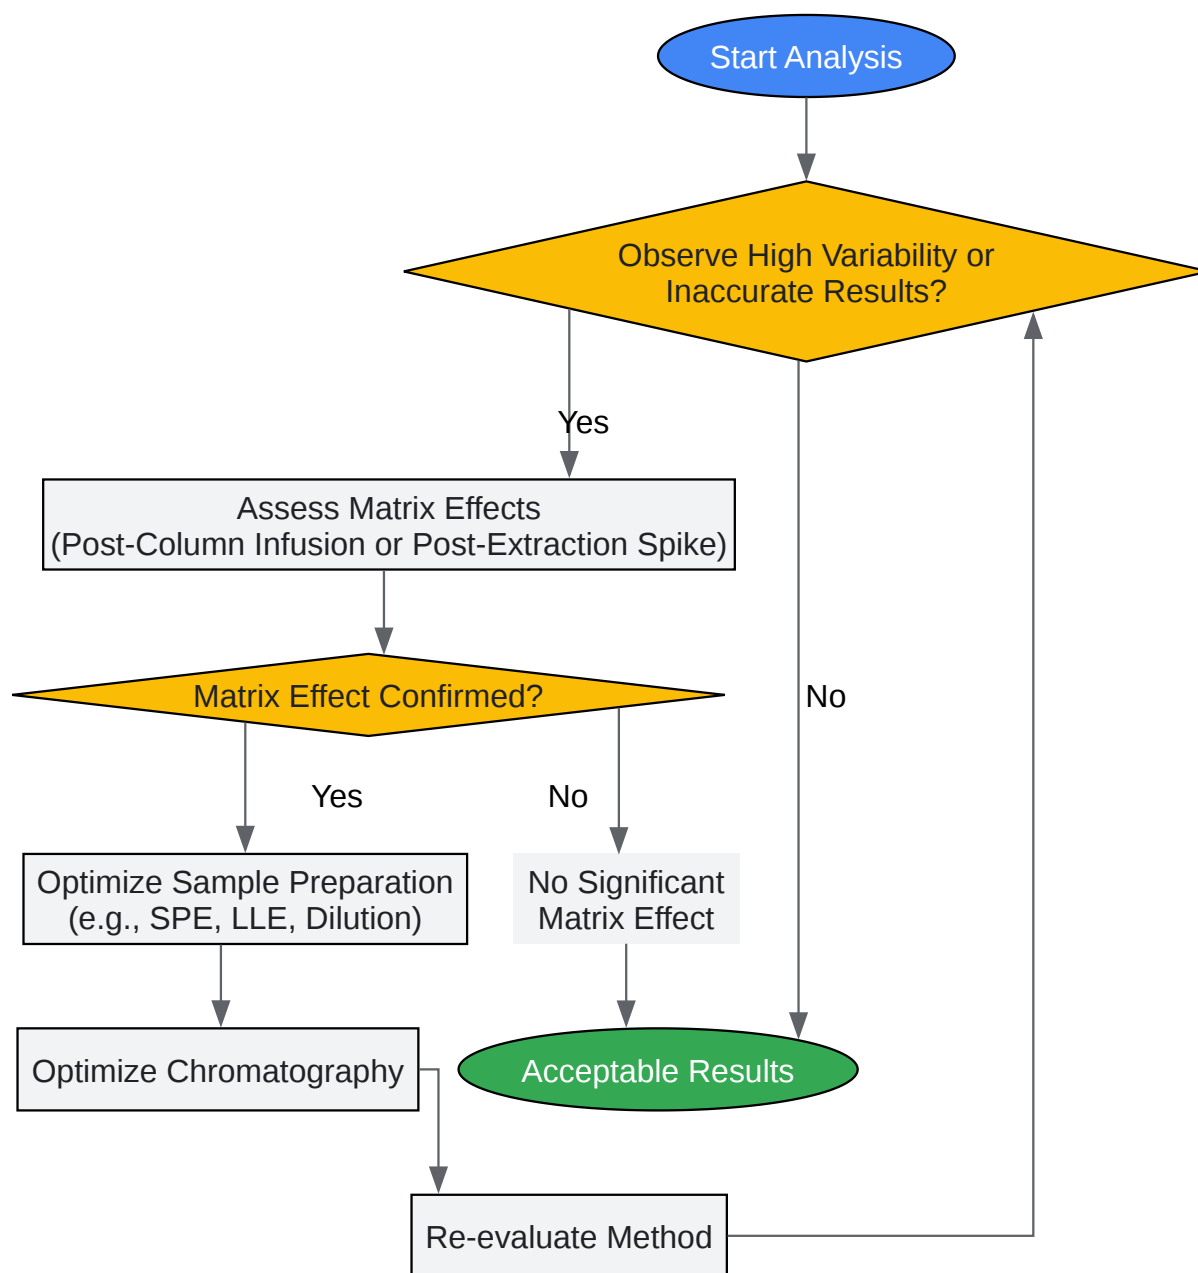 Start Analysis
Observe High Variability or
Inaccurate Results?
Yes
Assess Matrix Effects
(Post-Column Infusion or Post-Extraction Spike)
Matrix Effect Confirmed?
No
Yes
No
Optimize Sample Preparation
(e.g., SPE, LLE, Dilution)
No Significant
Matrix Effect
Optimize Chromatography
Acceptable Results
Re-evaluate Method